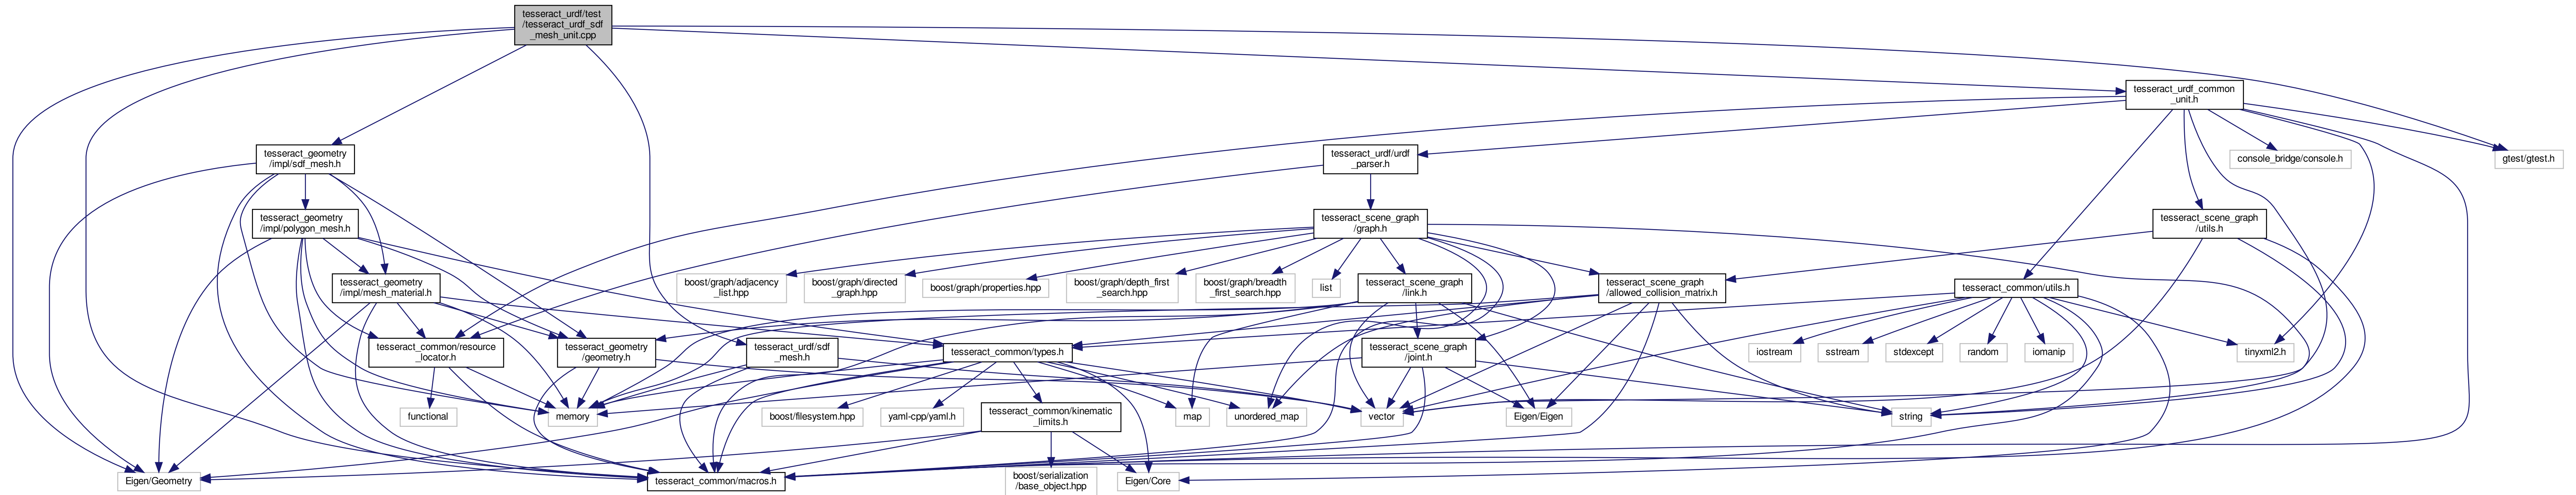 tesseract_urdf/test
/tesseract_urdf_sdf
_mesh_unit.cpp
tesseract_urdf_common
_unit.h
tesseract_geometry
/impl/sdf_mesh.h
tesseract_urdf/urdf
_parser.h
console_bridge/console.h
gtest/gtest.h
tesseract_geometry
/impl/polygon_mesh.h
tesseract_scene_graph
/graph.h
tesseract_scene_graph
/utils.h
tesseract_geometry
/impl/mesh_material.h
boost/graph/adjacency
_list.hpp
boost/graph/directed
_graph.hpp
boost/graph/properties.hpp
boost/graph/depth_first
_search.hpp
boost/graph/breadth
_first_search.hpp
list
tesseract_scene_graph
/link.h
tesseract_scene_graph
/allowed_collision_matrix.h
tesseract_common/utils.h
tesseract_common/resource
_locator.h
tesseract_geometry
/geometry.h
tesseract_urdf/sdf
_mesh.h
tesseract_common/types.h
tesseract_scene_graph
/joint.h
iostream
sstream
stdexcept
random
iomanip
tinyxml2.h
functional
memory
boost/filesystem.hpp
yaml-cpp/yaml.h
tesseract_common/kinematic
_limits.h
map
unordered_map
vector
Eigen/Eigen
string
Eigen/Geometry
tesseract_common/macros.h
boost/serialization
/base_object.hpp
Eigen/Core